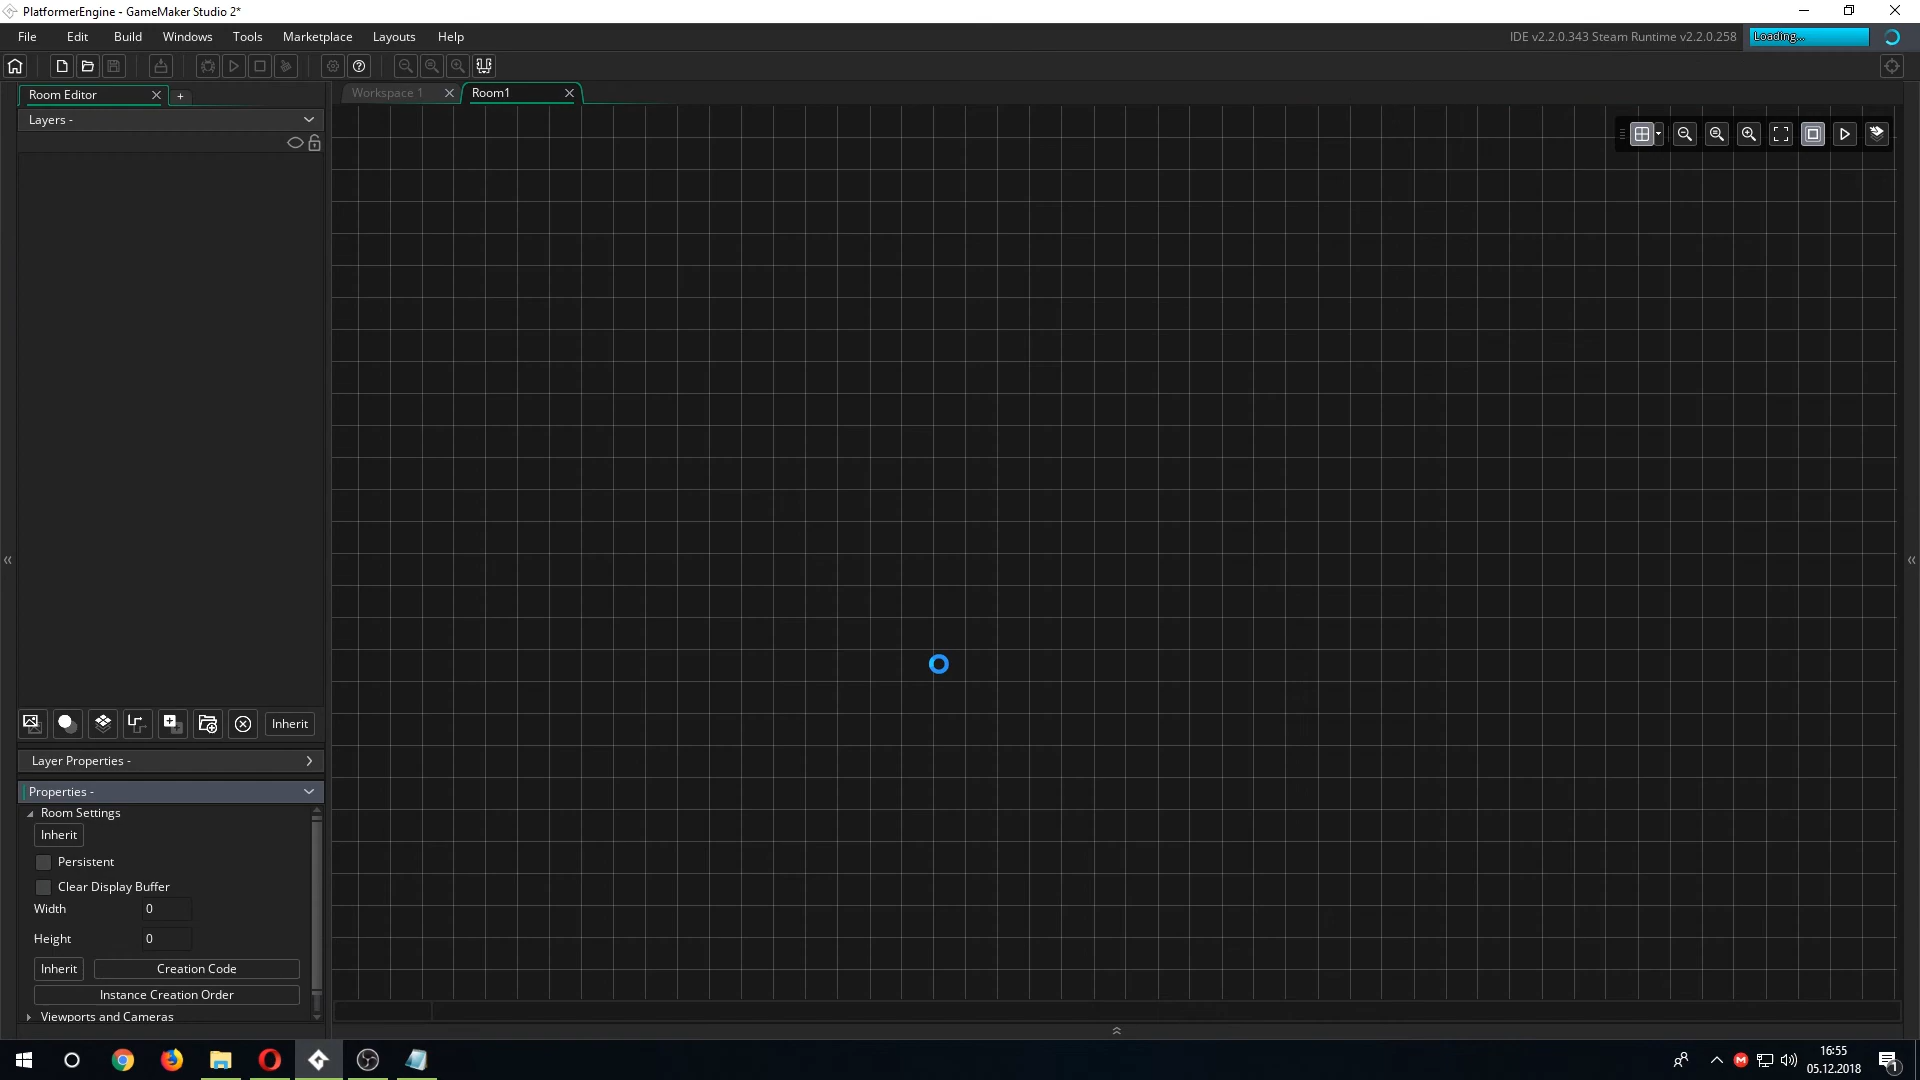 PlatformerEngine - GameMaker Studio 2*
File Edit Build Windows Tools Marketplace Layouts Help
IDE v2.2.0.343 Steam Runtime v2.2.0.258
Loading...
Room Editor
+
Workspace 1
Room1
Layers -
Inherit
Layer Properties -
Properties -
Room Settings
Inherit
Persistent
Clear Display Buffer
Width 0
Height 0
Inherit Creation Code
Instance Creation Order
Viewports and Cameras
16:55
05.12.2018
1